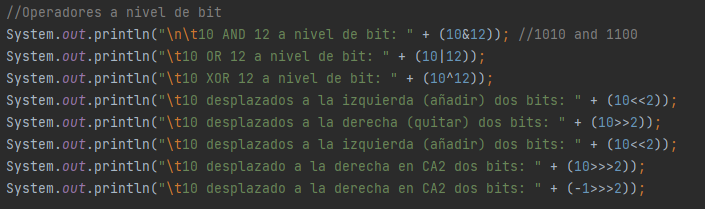 //Operadores a nivel de bit
System.out.println("\n\t10 AND 12 a nivel de bit: " + (10&12)); //1010 and 1100
System.out.println("\t10 OR 12 a nivel de bit: " + (10|12));
System.out.println("\t10 XOR 12 a nivel de bit: " + (10^12));
System.out.println("\t10 desplazados a la izquierda (añadir) dos bits: " + (10<<2));
System.out.println("\t10 desplazados a la derecha (quitar) dos bits: " + (10>>2));
System.out.println("\t10 desplazados a la izquierda (añadir) dos bits: " + (10<<2));
System.out.println("\t10 desplazado a la derecha en CA2 dos bits: " + (10>>>2));
System.out.println("\t10 desplazado a la derecha en CA2 dos bits: " + (-1>>>2));